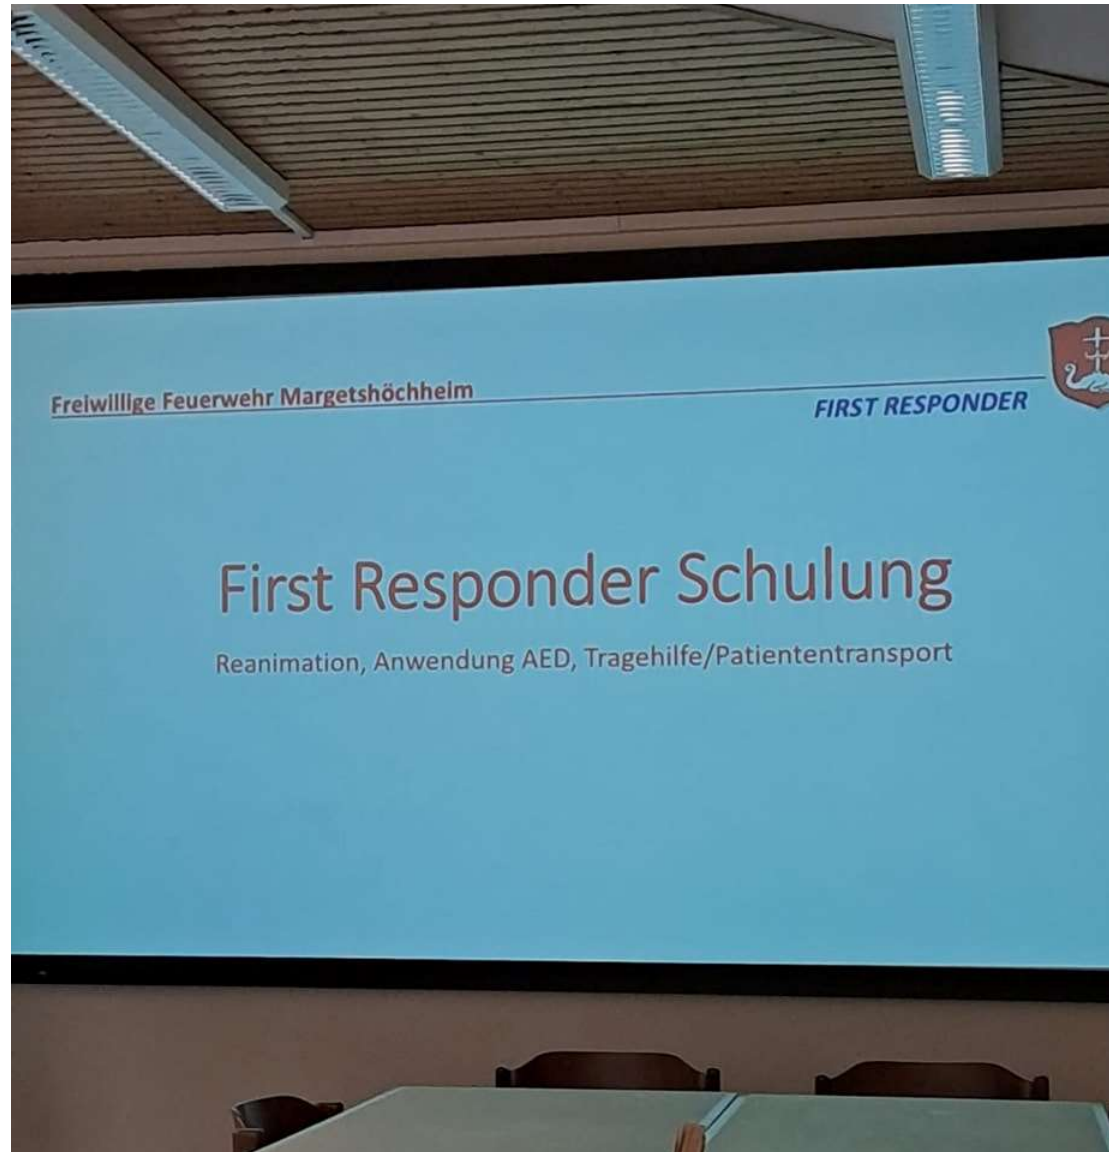 Freiwillige Feuerwehr Margetshöchheim
FIRST RESPONDER
First Responder Schulung
Reanimation, Anwendung AED, Tragehilfe/Patiententransport